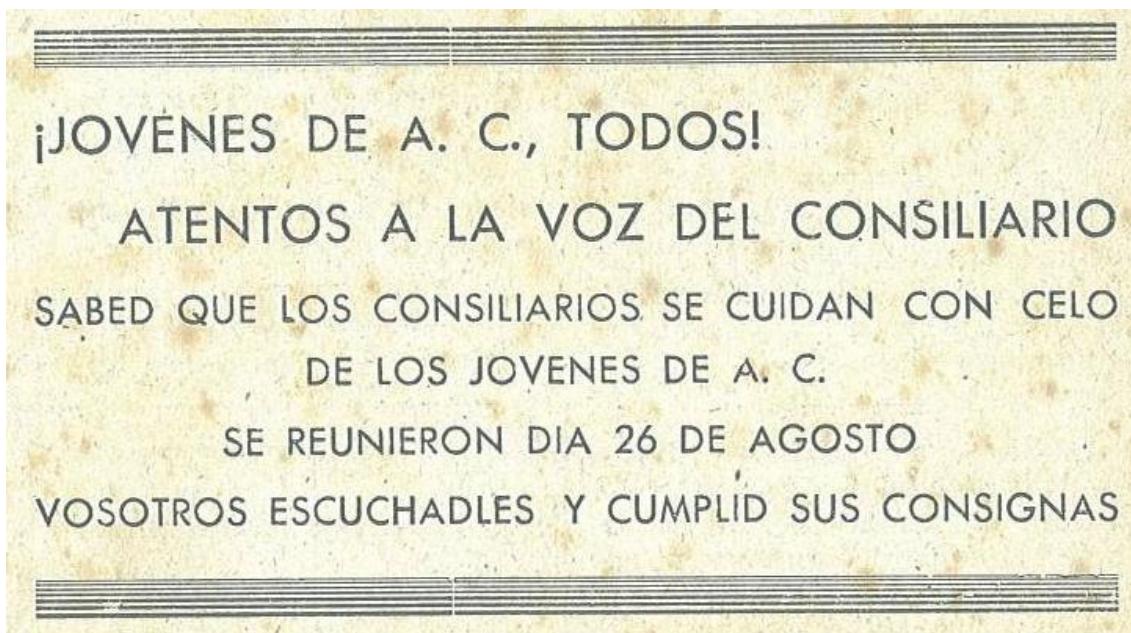 ¡JOVENES DE A. C., TODOS!
ATENTOS A LA VOZ DEL CONSILIARIO
SABED QUE LOS CONSILIARIOS SE CUIDAN CON CELO
DE LOS JOVENES DE A. C.
SE REUNIERON DIA 26 DE AGOSTO
VOSOTROS ESCUCHADLES Y CUMPLID SUS CONSIGNAS